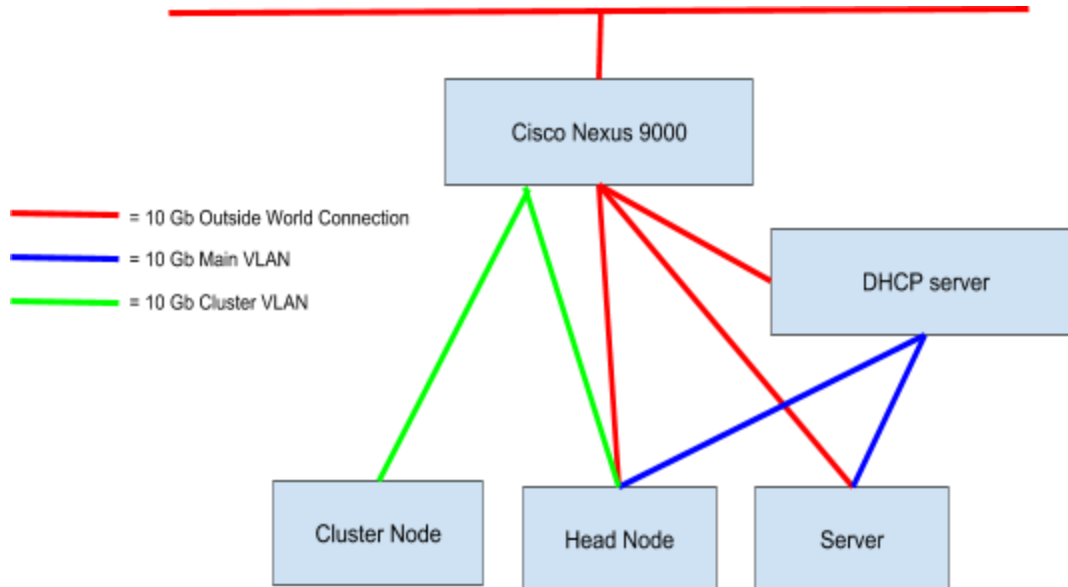 Cisco Nexus 9000
= 10 Gb Outside World Connection
= 10 Gb Main VLAN
= 10 Gb Cluster VLAN
DHCP server
Cluster Node
Head Node
Server